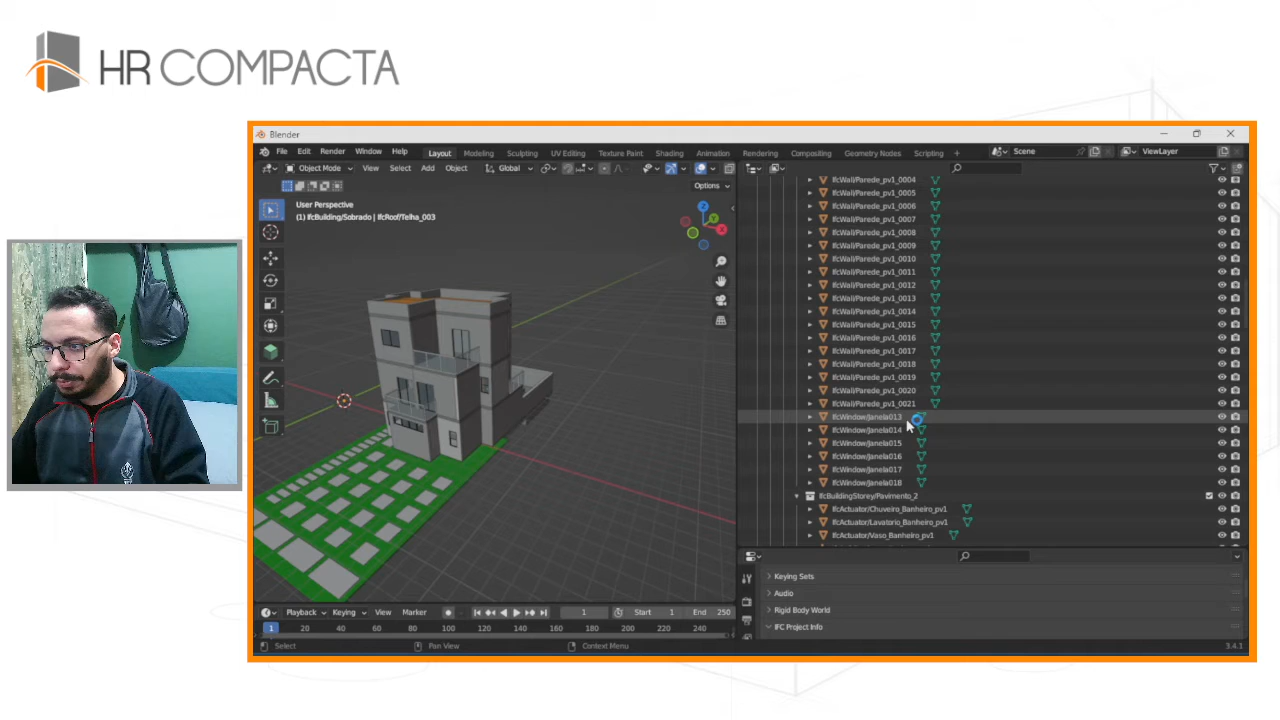 HR COMPACTA
Blender
File Edit Render Window Help
Layout Modeling Sculpting UV Editing Texture Paint Shading Animation Rendering Compositing Geometry Nodes Scripting +
Scene
ViewLayer
Object Mode View Select Add Object Global
Options
User Perspective
(1) IfcBuilding/Sobrado | IfcRoof/Telha_003
Z
Y
X
IfcWall/Parede_pv1_0004
IfcWall/Parede_pv1_0005
IfcWall/Parede_pv1_0006
IfcWall/Parede_pv1_0007
IfcWall/Parede_pv1_0008
IfcWall/Parede_pv1_0009
IfcWall/Parede_pv1_0010
IfcWall/Parede_pv1_0011
IfcWall/Parede_pv1_0012
IfcWall/Parede_pv1_0013
IfcWall/Parede_pv1_0014
IfcWall/Parede_pv1_0015
IfcWall/Parede_pv1_0016
IfcWall/Parede_pv1_0017
IfcWall/Parede_pv1_0018
IfcWall/Parede_pv1_0019
IfcWall/Parede_pv1_0020
IfcWall/Parede_pv1_0021
IfcWindow/Janela013
IfcWindow/Janela014
IfcWindow/Janela015
IfcWindow/Janela016
IfcWindow/Janela017
IfcWindow/Janela018
IfcBuildingStorey/Pavimento_2
IfcActuator/Chuveiro_Banheiro_pv1
IfcActuator/Lavatorio_Banheiro_pv1
IfcActuator/Vaso_Banheiro_pv1
Keying Sets
Audio
Rigid Body World
IFC Project Info
Playback Keying View Marker 1 Start 1 End 250
1 20 40 60 80 100 120 140 160 180 200 220 240
Select Pan View Context Menu 3.4.1